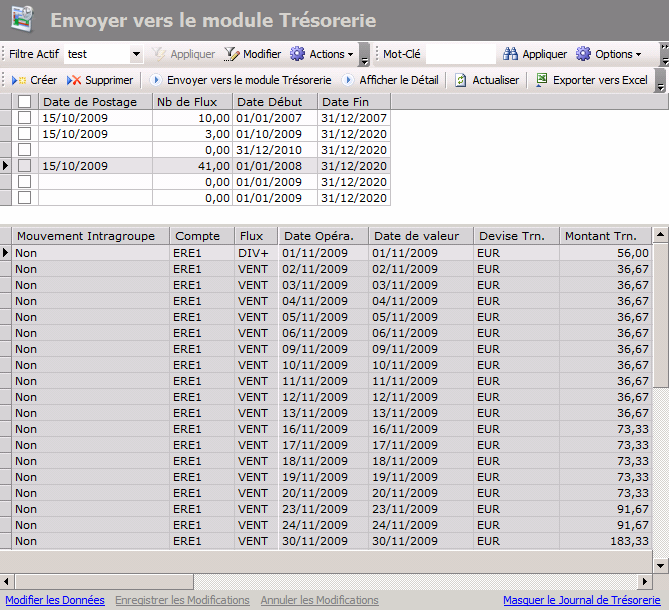 Envoyer vers le module Trésorerie
Filtre Actif test Appliquer Modifier Actions Mot-Clé Appliquer Options
Créer Supprimer Envoyer vers le module Trésorerie Afficher le Détail Actualiser Exporter vers Excel
Date de Postage Nb de Flux Date Début Date Fin
15/10/2009 10,00 01/01/2007 31/12/2007
15/10/2009 3,00 01/10/2009 31/12/2020
0,00 31/12/2010 31/12/2020
15/10/2009 41,00 01/01/2008 31/12/2020
0,00 01/01/2009 31/12/2020
0,00 01/01/2009 31/12/2020
Mouvement Intragroupe Compte Flux Date Opéra. Date de valeur Devise Trn. Montant Trn.
Non ERE1 DIV+ 01/11/2009 01/11/2009 EUR 56,00
Non ERE1 VENT 02/11/2009 02/11/2009 EUR 36,67
Non ERE1 VENT 03/11/2009 03/11/2009 EUR 36,67
Non ERE1 VENT 04/11/2009 04/11/2009 EUR 36,67
Non ERE1 VENT 05/11/2009 05/11/2009 EUR 36,67
Non ERE1 VENT 06/11/2009 06/11/2009 EUR 36,67
Non ERE1 VENT 09/11/2009 09/11/2009 EUR 36,67
Non ERE1 VENT 10/11/2009 10/11/2009 EUR 36,67
Non ERE1 VENT 11/11/2009 11/11/2009 EUR 36,67
Non ERE1 VENT 12/11/2009 12/11/2009 EUR 36,67
Non ERE1 VENT 13/11/2009 13/11/2009 EUR 36,67
Non ERE1 VENT 16/11/2009 16/11/2009 EUR 73,33
Non ERE1 VENT 17/11/2009 17/11/2009 EUR 73,33
Non ERE1 VENT 18/11/2009 18/11/2009 EUR 73,33
Non ERE1 VENT 19/11/2009 19/11/2009 EUR 73,33
Non ERE1 VENT 20/11/2009 20/11/2009 EUR 73,33
Non ERE1 VENT 23/11/2009 23/11/2009 EUR 91,67
Non ERE1 VENT 24/11/2009 24/11/2009 EUR 91,67
Non ERE1 VENT 30/11/2009 30/11/2009 EUR 183,33
Modifier les Données Enregistrer les Modifications Annuler les Modifications Masquer le Journal de Trésorerie